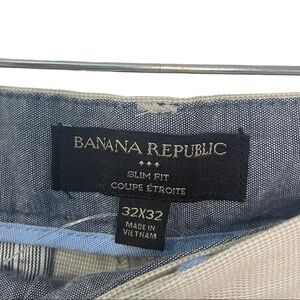 BANANA REPUBLIC
SLIM FIT
COUPE ÉTROITE
32X32
MADE IN
VIETNAM